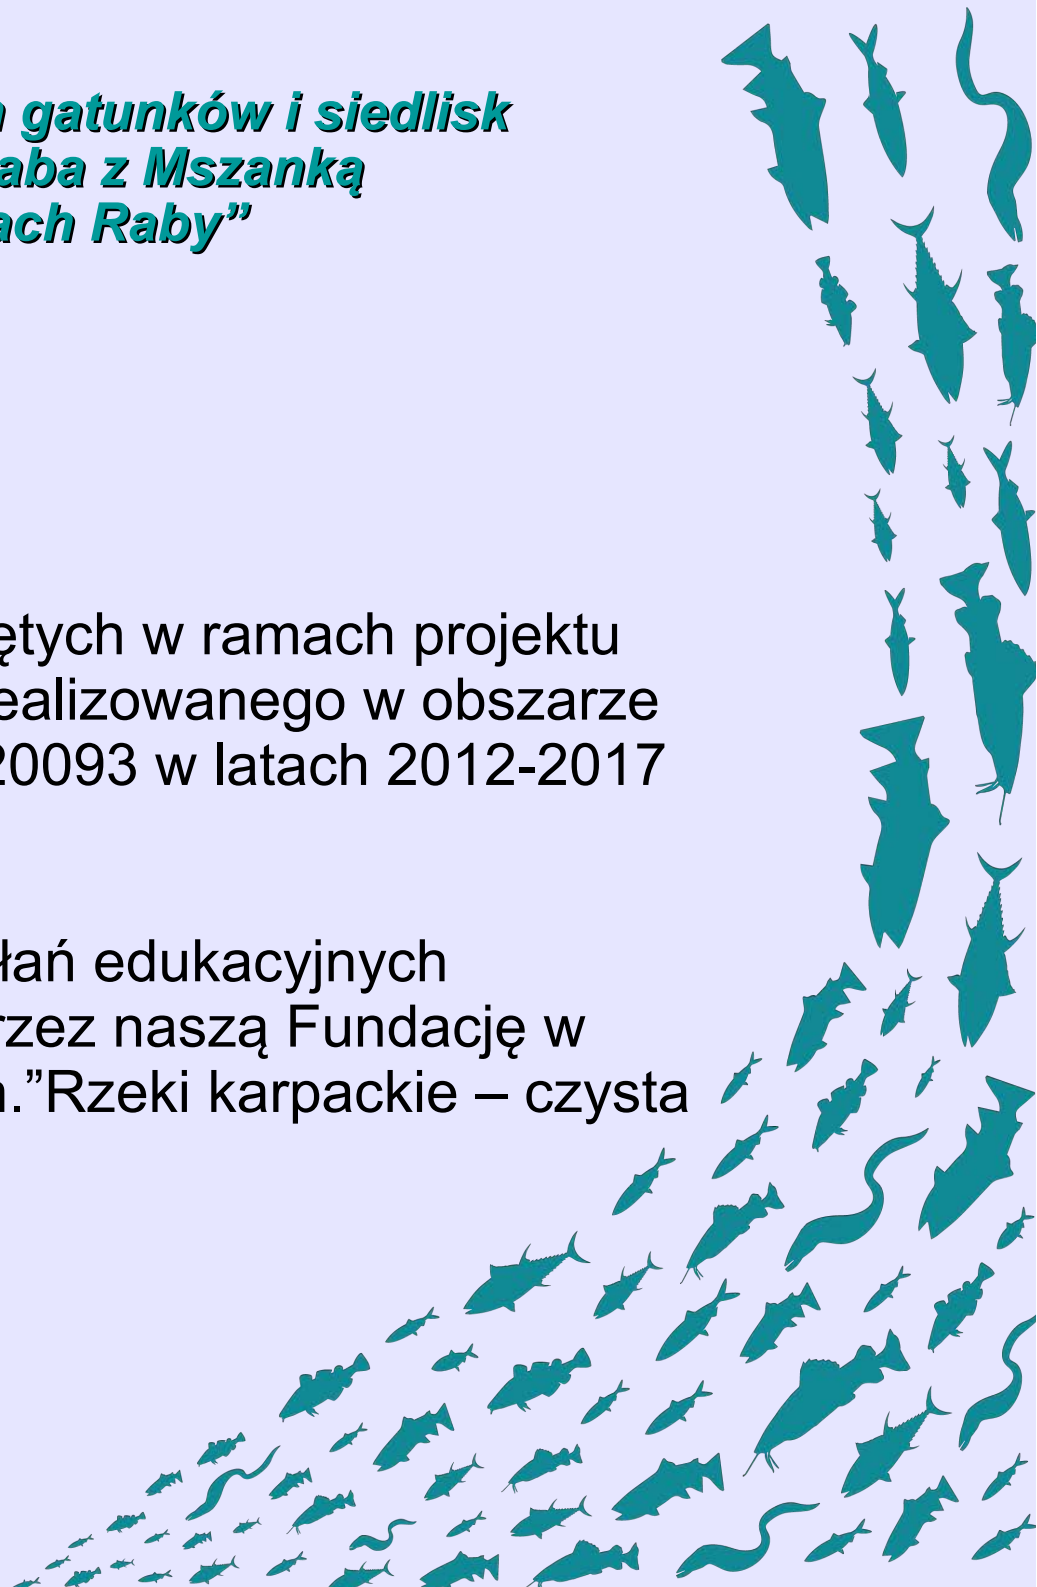 gatunków i siedlisk
aba z Mszanką
ach Raby”
ętych w ramach projektu
ealizowanego w obszarze
20093 w latach 2012-2017
łań edukacyjnych
rzez naszą Fundację w
.”Rzeki karpackie – czysta